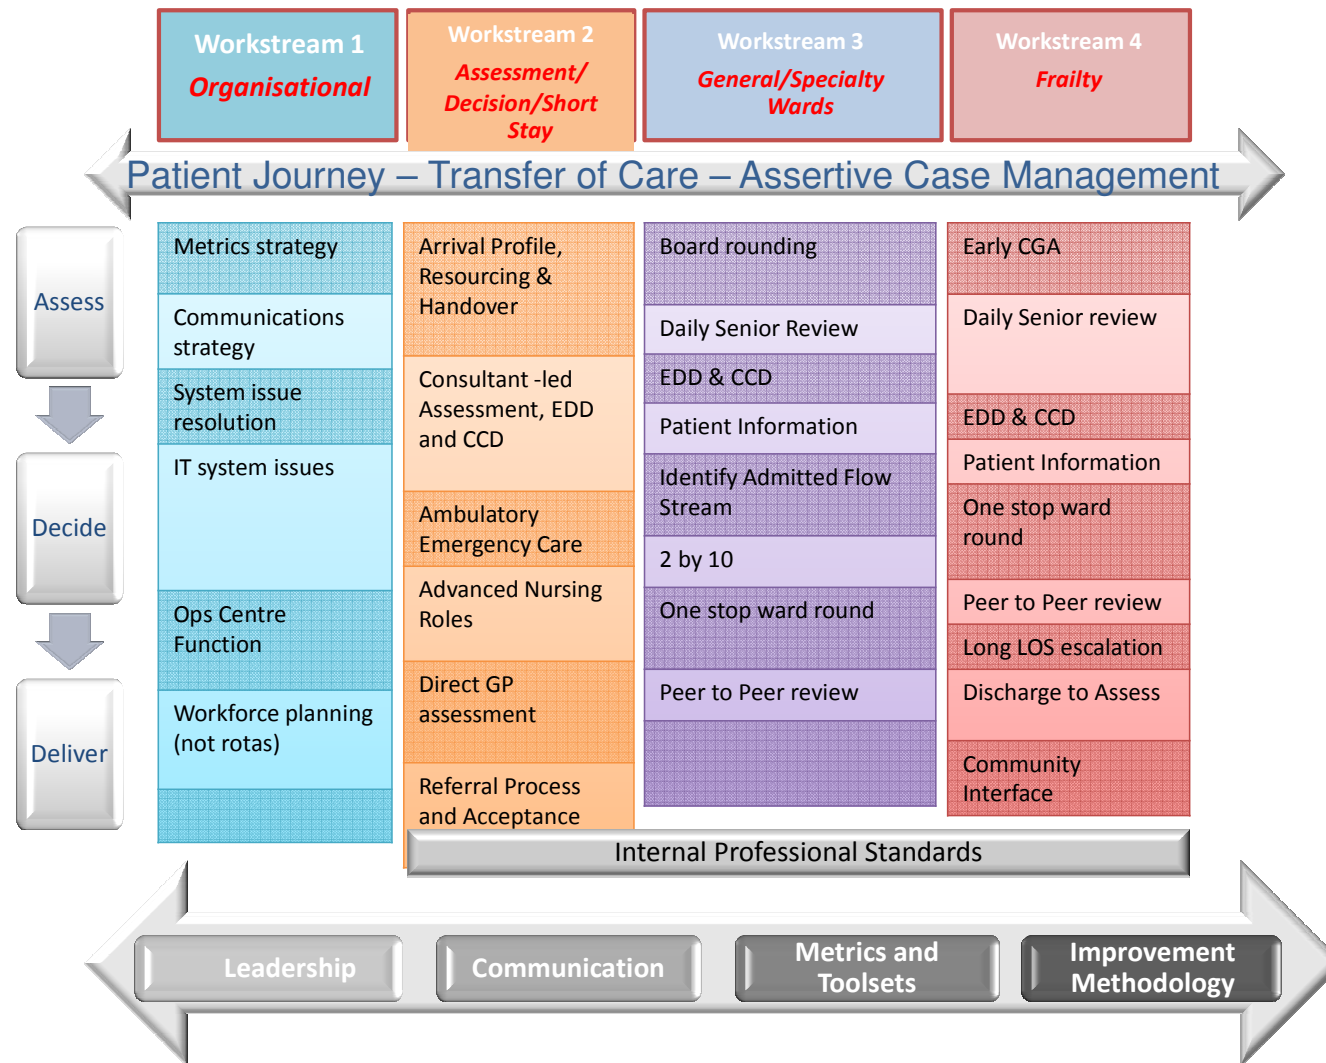 Workstream 1
Organisational
Workstream 2
Assessment/
Decision/Short
Stay
Workstream 3
General/Specialty
Wards
Workstream 4
Frailty
Patient Journey – Transfer of Care – Assertive Case Management
Assess
Decide
Deliver
Metrics strategy
Communications
strategy
System issue
resolution
IT system issues
Ops Centre
Function
Workforce planning
(not rotas)
Arrival Profile,
Resourcing &
Handover
Consultant -led
Assessment, EDD
and CCD
Ambulatory
Emergency Care
Advanced Nursing
Roles
Direct GP
assessment
Referral Process
and Acceptance
Board rounding
Daily Senior Review
EDD & CCD
Patient Information
Identify Admitted Flow
Stream
2 by 10
One stop ward round
Peer to Peer review
Early CGA
Daily Senior review
EDD & CCD
Patient Information
One stop ward
round
Peer to Peer review
Long LOS escalation
Discharge to Assess
Community
Interface
Internal Professional Standards
Leadership
Communication
Metrics and
Toolsets
Improvement
Methodology